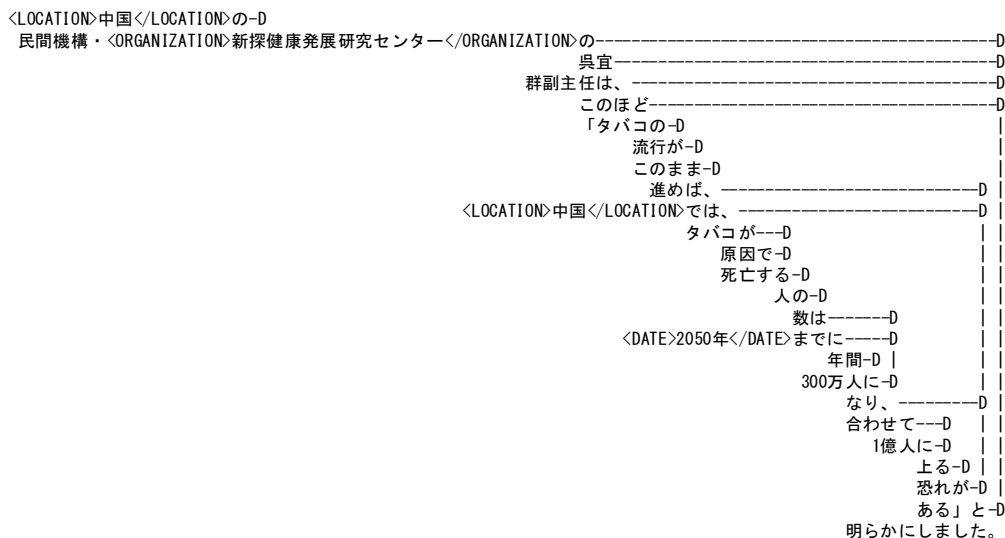 <LOCATION>中国</LOCATION>の-D
民間機構・<ORGANIZATION>新探健康発展研究センター</ORGANIZATION>の---------------------------------------------D
呉宜-------------------------------------------D
群副主任は、-----------------------------------------D
このほど---------------------------------------D
「タバコの-D |
流行が-D |
このまま-D |
進めば、-----------------------------D |
<LOCATION>中国</LOCATION>では、---------------------------D |
タバコが---D | |
原因で-D | |
死亡する-D | |
人の-D | |
数は-------D | |
<DATE>2050年</DATE>までに-----D | |
年間-D | | |
300万人に-D | |
なり、---------D |
合わせて---D | |
1億人に-D | |
上る-D | |
恐れが-D |
ある」と-D
明らかにしました。